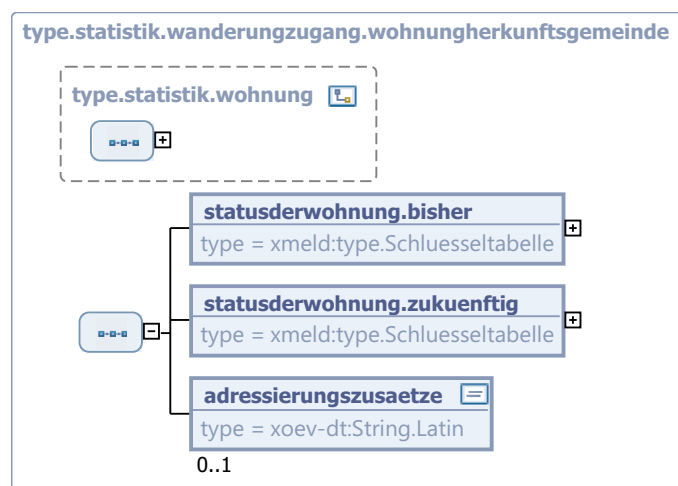 type.statistik.wanderungzugang.wohnungherkunftsgemeinde
type.statistik.wohnung
statusderwohnung.bisher
type = xmeld:type.Schluesseltabelle
statusderwohnung.zukuenftig
type = xmeld:type.Schluesseltabelle
adressierungszusaetze
type = xoev-dt:String.Latin
0..1